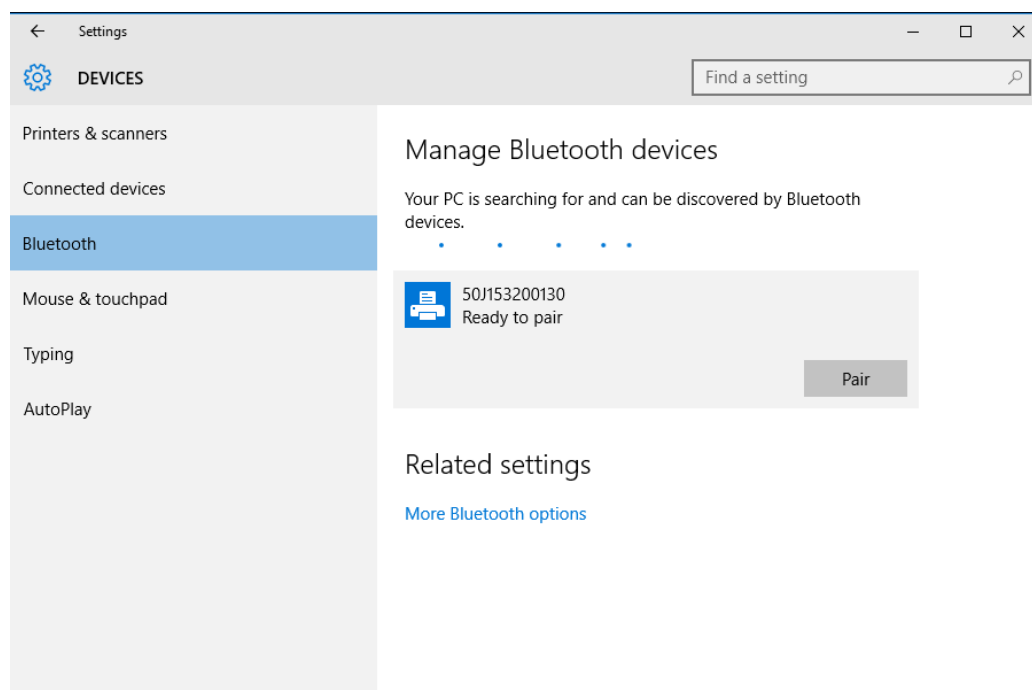 Settings
DEVICES
Find a setting
Printers & scanners
Connected devices
Bluetooth
Mouse & touchpad
Typing
AutoPlay
Manage Bluetooth devices
Your PC is searching for and can be discovered by Bluetooth
devices.
50J153200130
Ready to pair
Pair
Related settings
More Bluetooth options